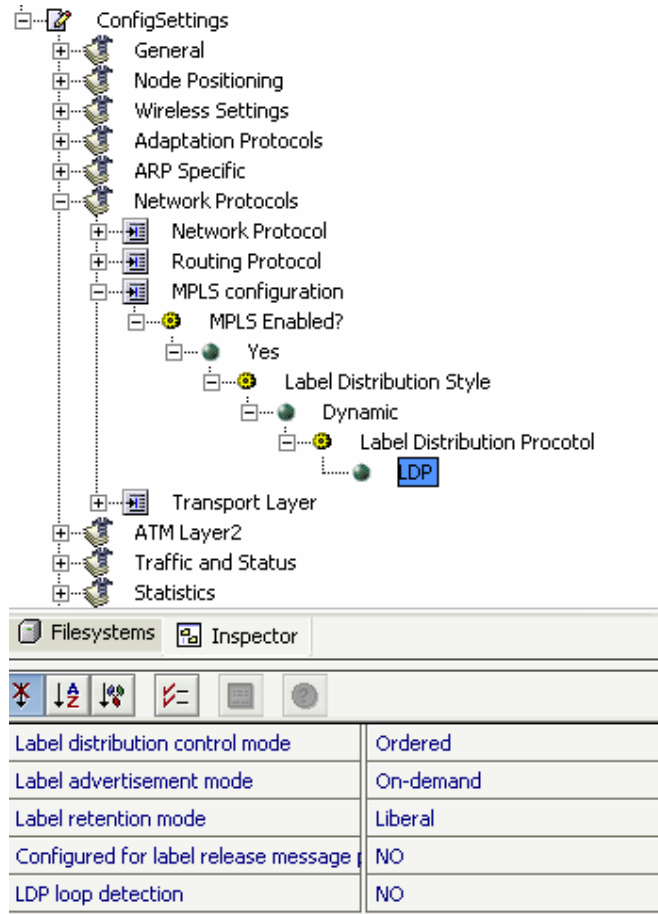 ConfigSettings
General
Node Positioning
Wireless Settings
Adaptation Protocols
ARP Specific
Network Protocols
Network Protocol
Routing Protocol
MPLS configuration
MPLS Enabled?
Yes
Label Distribution Style
Dynamic
Label Distribution Procotol
LDP
Transport Layer
ATM Layer2
Traffic and Status
Statistics
Filesystems Inspector
Label distribution control mode Ordered
Label advertisement mode On-demand
Label retention mode Liberal
Configured for label release message p NO
LDP loop detection NO